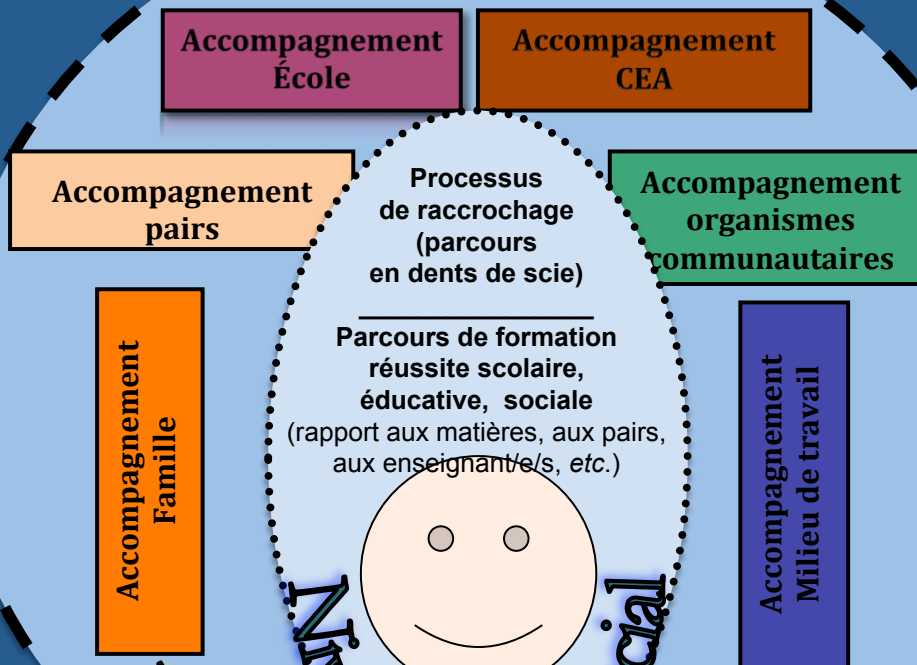 Accompagnement
École
Accompagnement
CEA
Accompagnement
pairs
Processus
de raccrochage
(parcours
en dents de scie)
Accompagnement
organismes
communautaires
Parcours de formation
réussite scolaire,
éducative, sociale
(rapport aux matières, aux pairs,
aux enseignant/e/s, etc.)
Accompagnement
Famille
Accompagnement
Milieu de travail